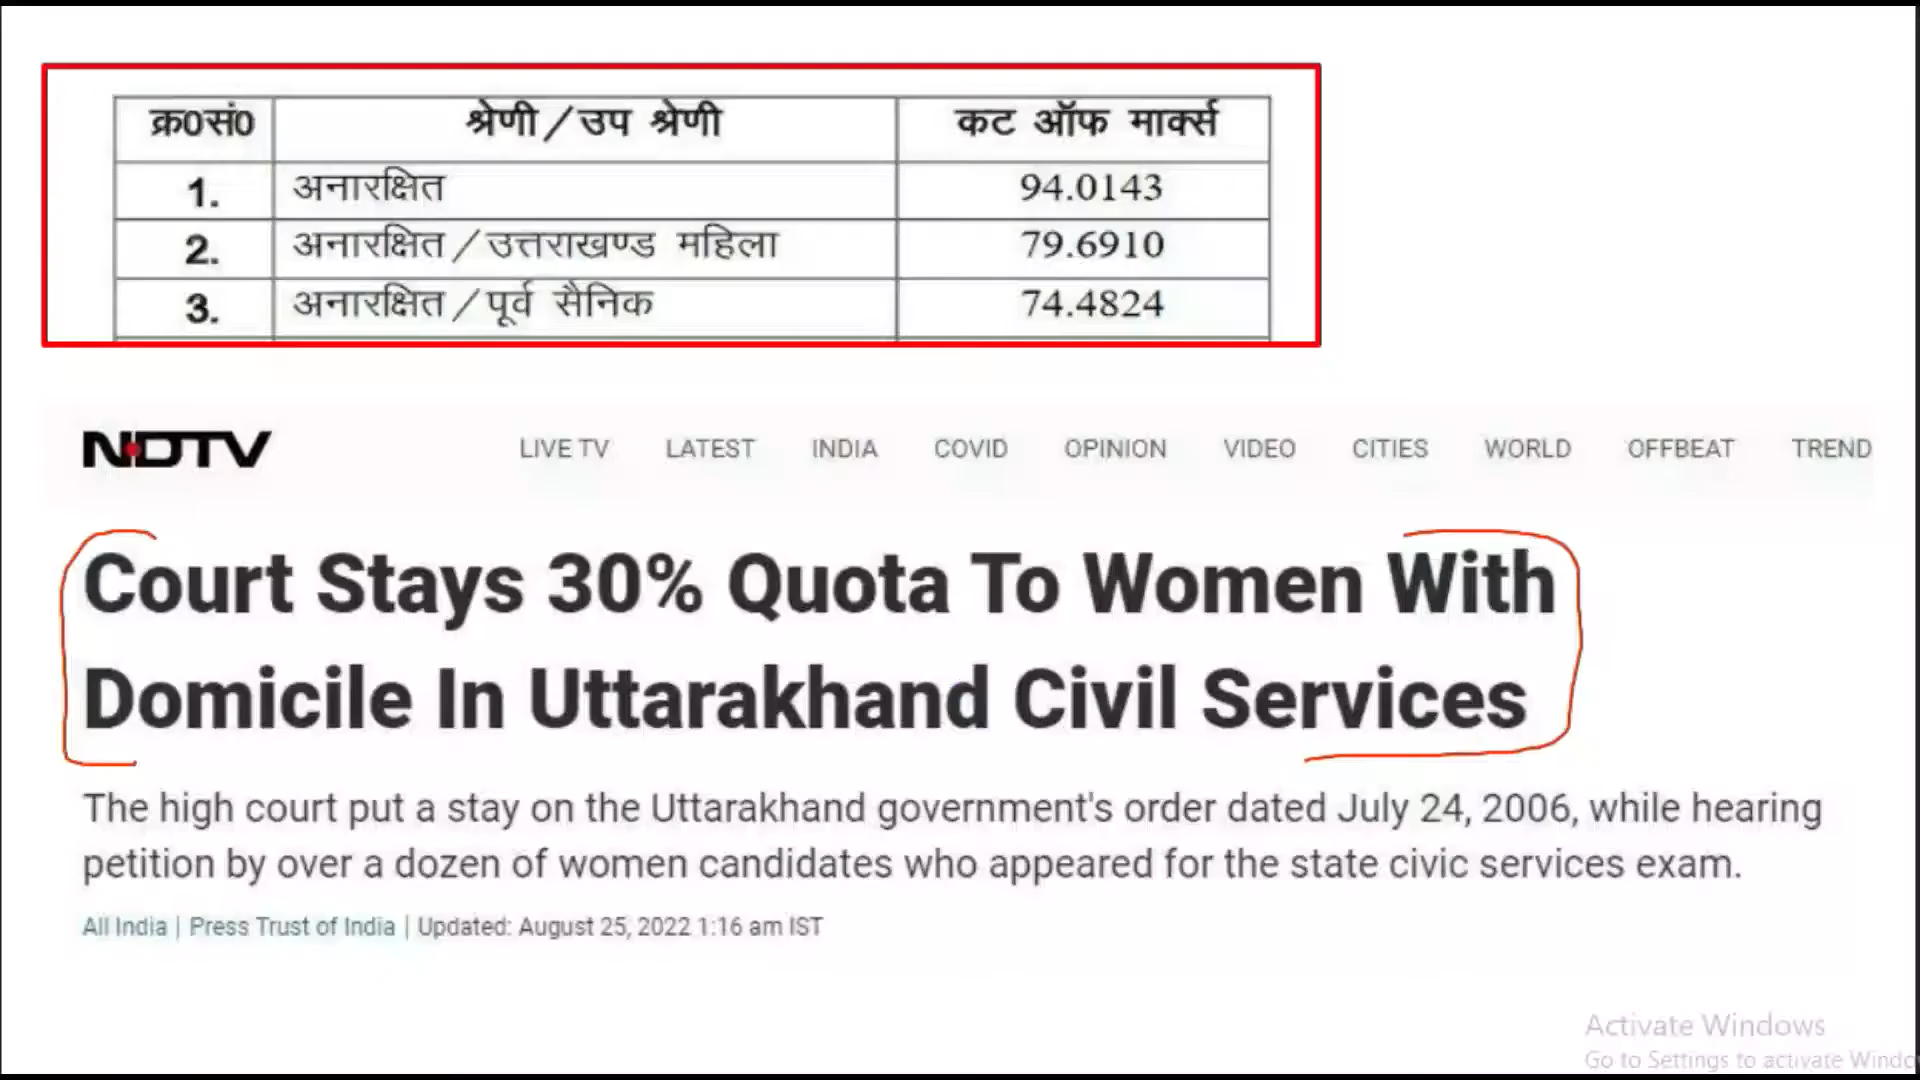 क्र0सं0 श्रेणी/उप श्रेणी कट ऑफ मार्क्स
1. अनारक्षित 94.0143
2. अनारक्षित/उत्तराखण्ड महिला 79.6910
3. अनारक्षित/पूर्व सैनिक 74.4824
NDTV LIVE TV LATEST INDIA COVID OPINION VIDEO CITIES WORLD OFFBEAT TREND
Court Stays 30% Quota To Women With
Domicile In Uttarakhand Civil Services
The high court put a stay on the Uttarakhand government's order dated July 24, 2006, while hearing
petition by over a dozen of women candidates who appeared for the state civic services exam.
All India | Press Trust of India | Updated: August 25, 2022 1:16 am IST
Activate Windows
Go to Settings to activate Windo